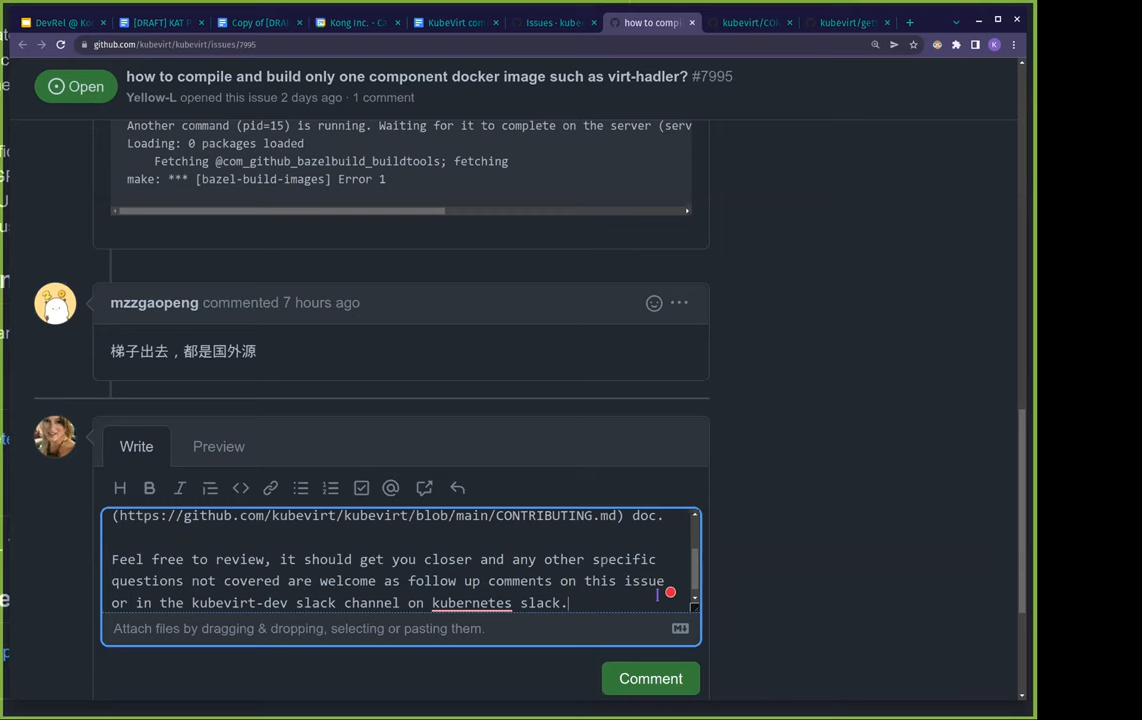 DevRel @ Ko
[DRAFT] KAT P
Copy of [DRA
Kong Inc. - Ca
KubeVirt com
Issues · kube
how to compi
kubevirt/CON
kubevirt/get
github.com/kubevirt/kubevirt/issues/7995
K
Open
how to compile and build only one component docker image such as virt-hadler? #7995
Yellow-L opened this issue 2 days ago · 1 comment
Another command (pid=15) is running. Waiting for it to complete on the server (serv
Loading: 0 packages loaded
Fetching @com_github_bazelbuild_buildtools; fetching
make: *** [bazel-build-images] Error 1
mzzgaopeng commented 7 hours ago
梯子出去，都是国外源
Write
Preview
(https://github.com/kubevirt/kubevirt/blob/main/CONTRIBUTING.md) doc.
Feel free to review, it should get you closer and any other specific
questions not covered are welcome as follow up comments on this issue
or in the kubevirt-dev slack channel on kubernetes slack.
Attach files by dragging & dropping, selecting or pasting them.
Comment